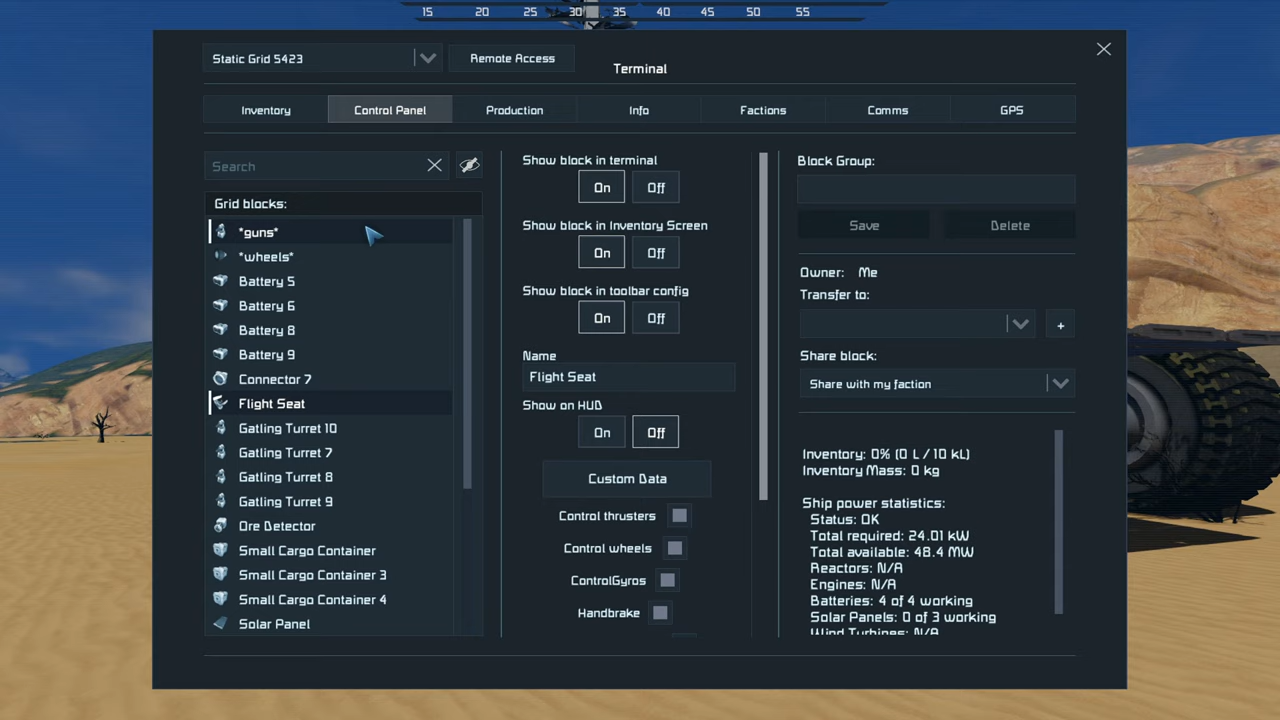 15 20 25 30 35 40 45 50 55
Static Grid 5423
Remote Access
Terminal
Inventory
Control Panel
Production
Info
Factions
Comms
GPS
Search
Grid blocks:
*guns*
*wheels*
Battery 5
Battery 6
Battery 8
Battery 9
Connector 7
Flight Seat
Gatling Turret 10
Gatling Turret 7
Gatling Turret 8
Gatling Turret 9
Ore Detector
Small Cargo Container
Small Cargo Container 3
Small Cargo Container 4
Solar Panel
Show block in terminal
On Off
Show block in Inventory Screen
On Off
Show block in toolbar config
On Off
Name
Flight Seat
Show on HUD
On Off
Custom Data
Control thrusters
Control wheels
ControlGyros
Handbrake
Block Group:
Save Delete
Owner: Me
Transfer to:
+
Share block:
Share with my faction
Inventory: 0% (0 L / 10 kL)
Inventory Mass: 0 kg
Ship power statistics:
Status: OK
Total required: 24.01 kW
Total available: 48.4 MW
Reactors: N/A
Engines: N/A
Batteries: 4 of 4 working
Solar Panels: 0 of 3 working
Wind Turbines: N/A